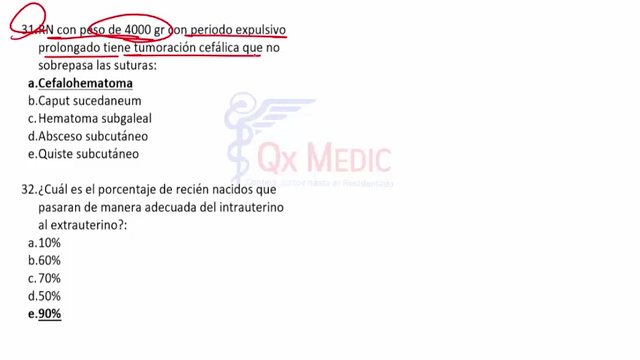 31. RN con peso de 4000 gr con periodo expulsivo
prolongado tiene tumoración cefálica que no
sobrepasa las suturas:
a. Cefalohematoma
b. Caput sucedaneum
c. Hematoma subgaleal
d. Absceso subcutáneo
e. Quiste subcutáneo
QX MEDIC
32. ¿Cuál es el porcentaje de recién nacidos que
pasaran de manera adecuada del intrauterino
al extrauterino?:
a. 10%
b. 60%
c. 70%
d. 50%
e. 90%